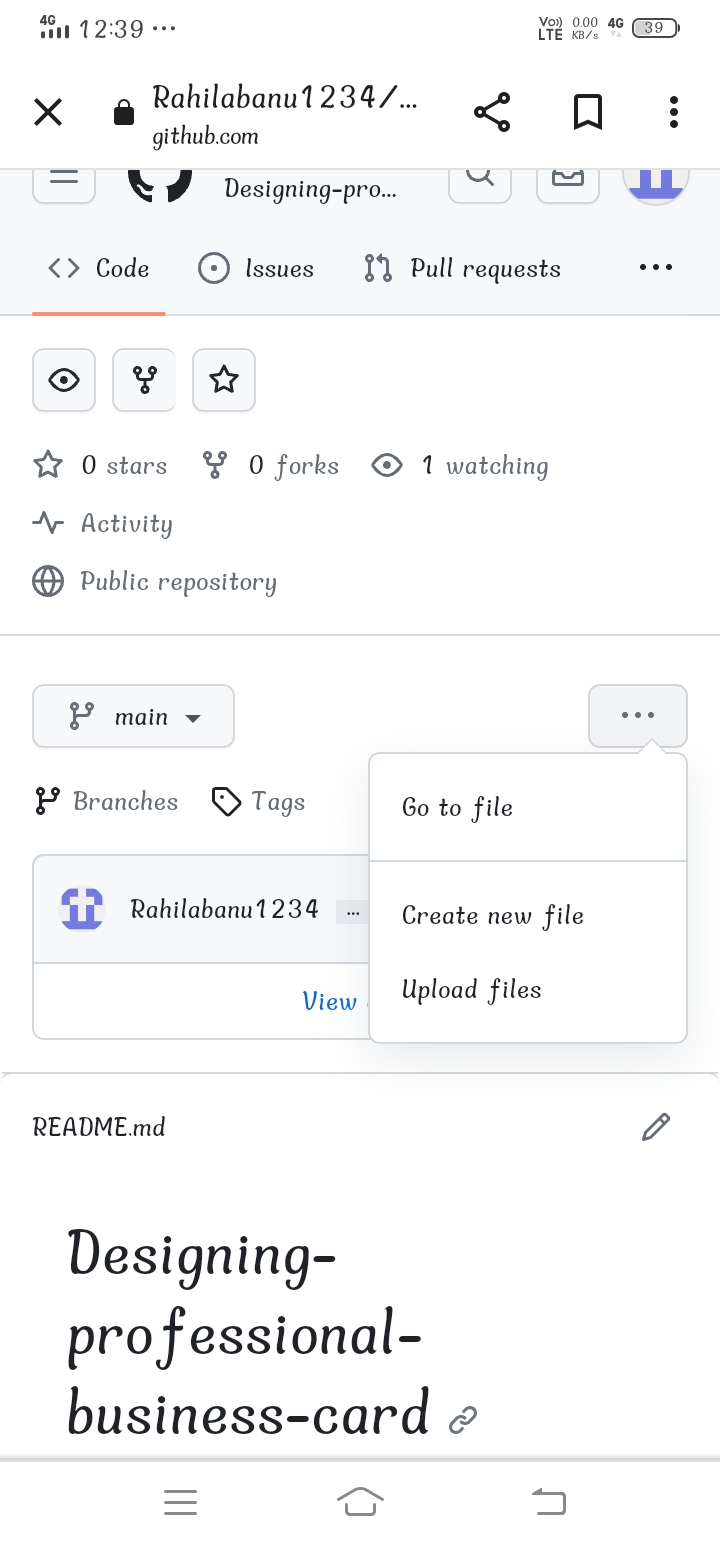 4G 12:39 ... Vo)) LTE 0.00 KB/s 4G 39
Rahilabanu1234/...
github.com
Designing-pro...
Code Issues Pull requests
0 stars 0 forks 1 watching
Activity
Public repository
main
Branches Tags
Go to file
Rahilabanu1234 ...
Create new file
View
Upload files
README.md
Designing-
professional-
business-card